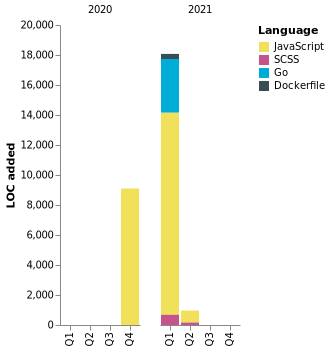 2020
2021
20,000
18,000
16,000
14,000
12,000
10,000
8,000
6,000
4,000
2,000
0
LOC added
Q1
Q2
Q3
Q4
Q1
Q2
Q3
Q4
Language
JavaScript
SCSS
Go
Dockerfile